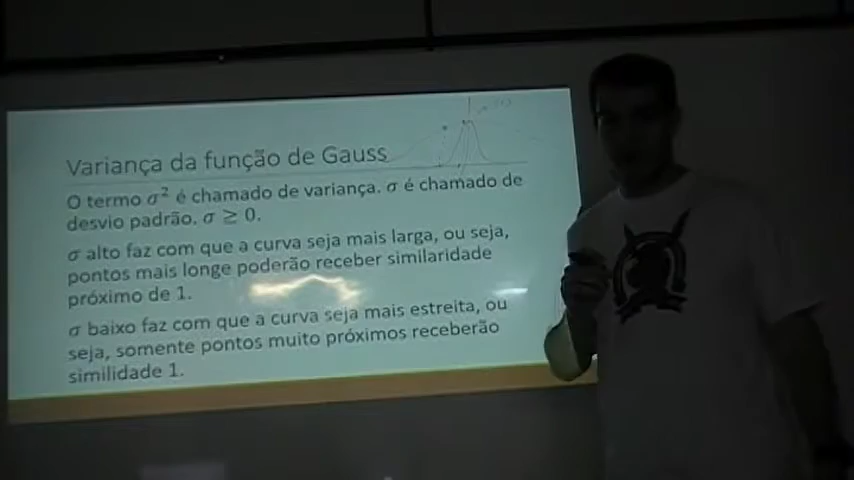 Variança da função de Gauss
O termo σ² é chamado de variança. σ é chamado de
desvio padrão. σ ≥ 0.
σ alto faz com que a curva seja mais larga, ou seja,
pontos mais longe poderão receber similaridade
próximo de 1.
σ baixo faz com que a curva seja mais estreita, ou
seja, somente pontos muito próximos receberão
similidade 1.